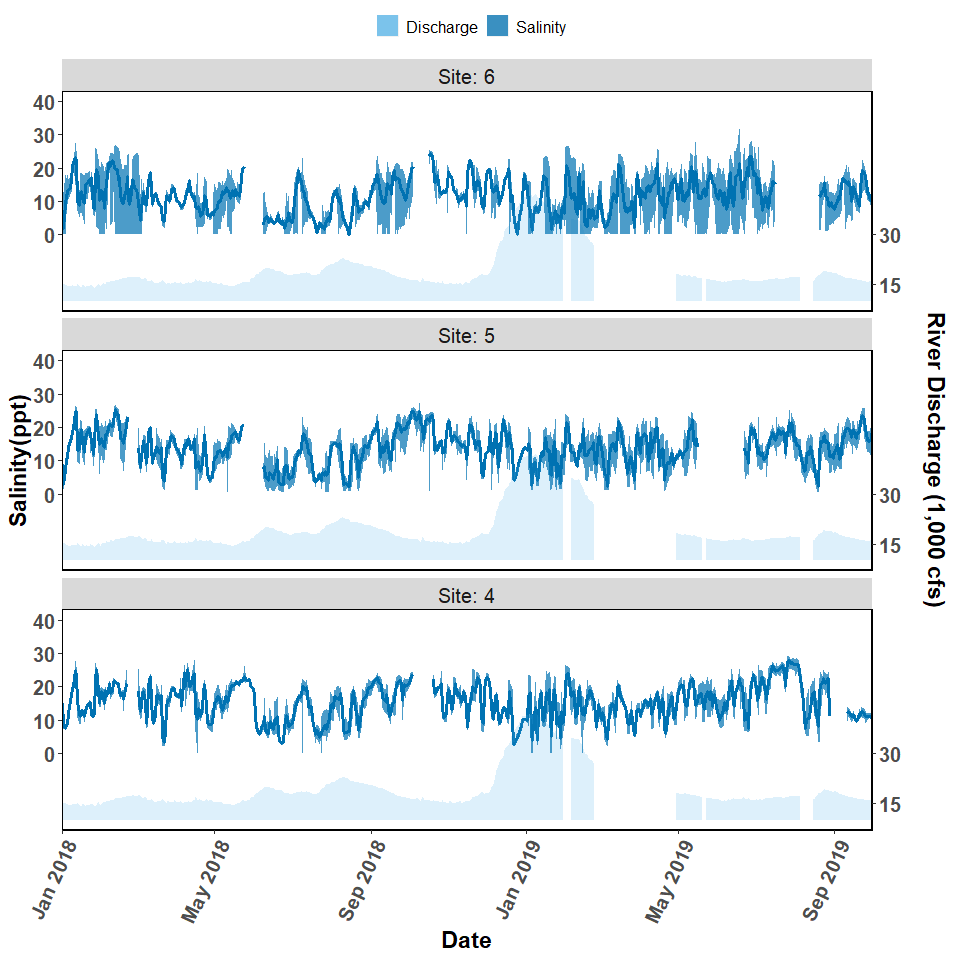 Discharge Salinity
Site: 6
40
30
20
10
0
30
15
Site: 5
40
30
20
10
0
30
15
Site: 4
40
30
20
10
0
30
15
Salinity(ppt)
River Discharge (1,000 cfs)
Jan 2018
May 2018
Sep 2018
Jan 2019
May 2019
Sep 2019
Date